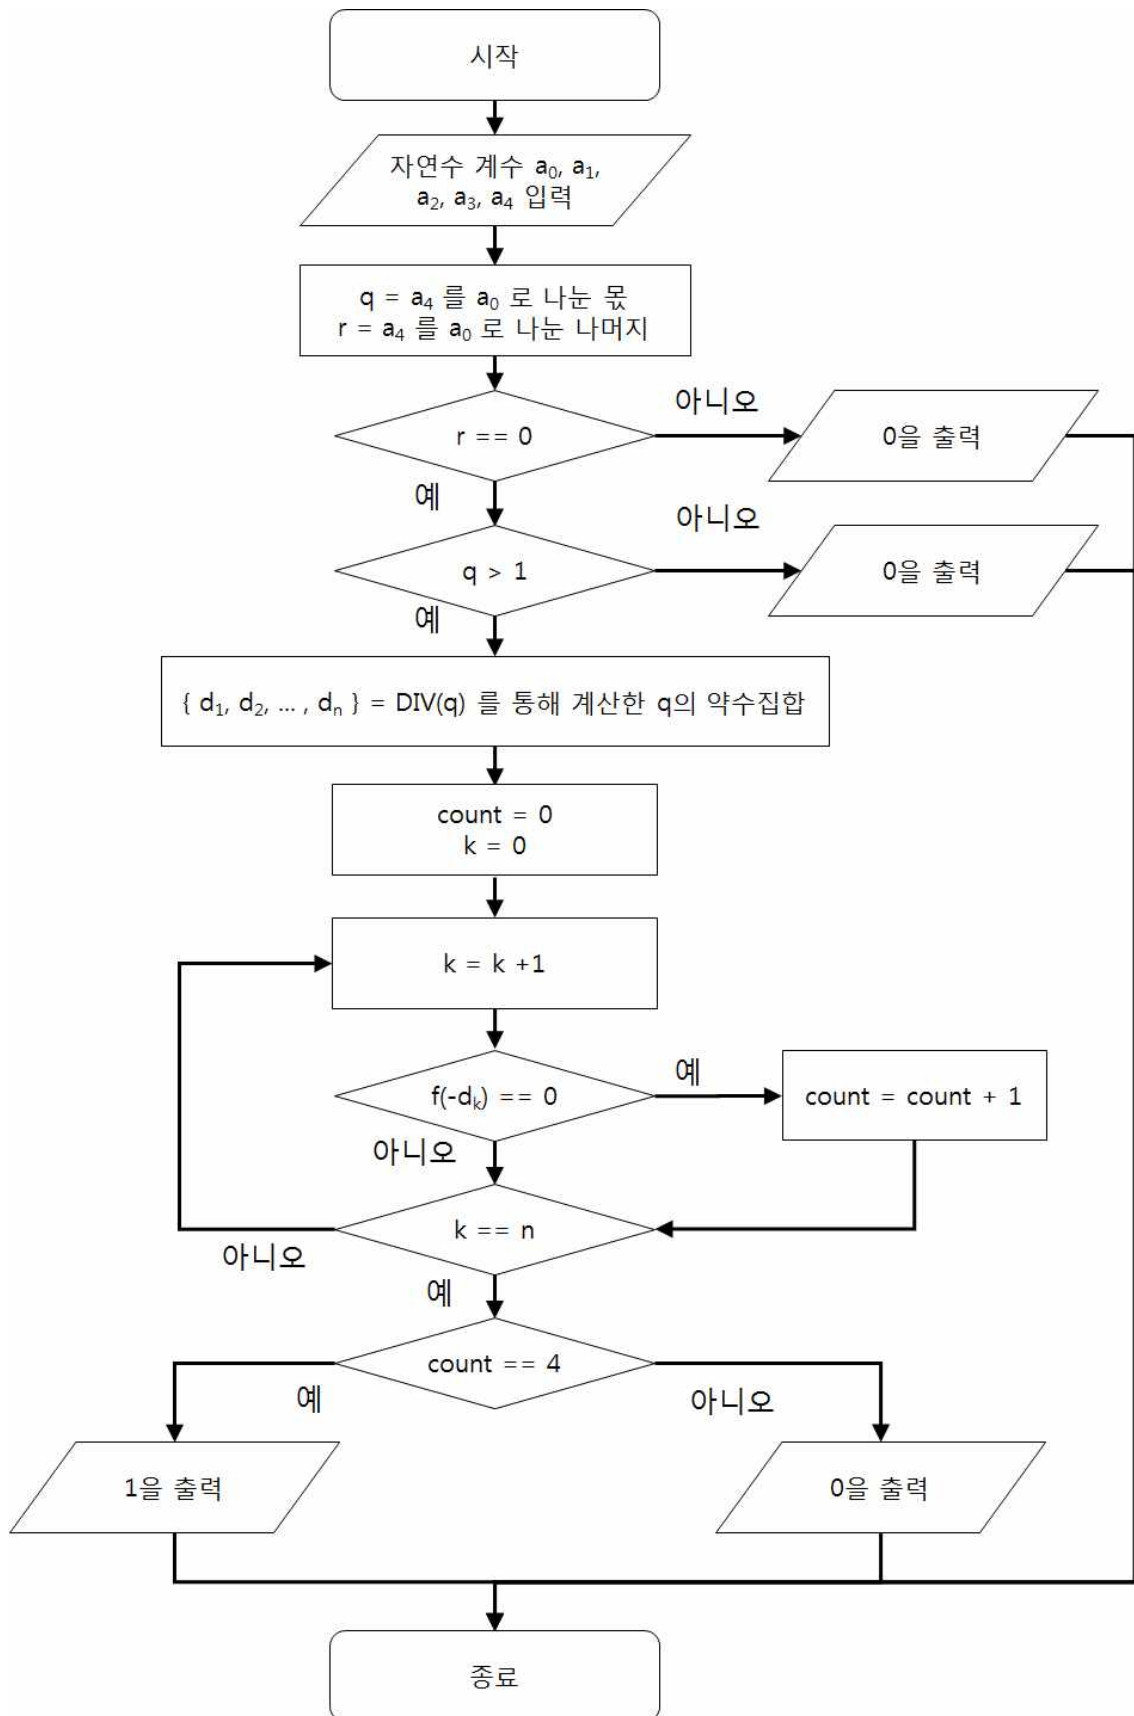 시작
자연수 계수 a₀, a₁,
a₂, a₃, a₄ 입력
q = a₄ 를 a₀ 로 나눈 몫
r = a₄ 를 a₀ 로 나눈 나머지
r == 0
아니오
0을 출력
예
q > 1
아니오
0을 출력
예
{ d₁, d₂, ... , dₙ } = DIV(q) 를 통해 계산한 q의 약수집합
count = 0
k = 0
k = k +1
f(-dₖ) == 0
예
count = count + 1
아니오
k == n
아니오
예
count == 4
예
아니오
1을 출력
0을 출력
종료